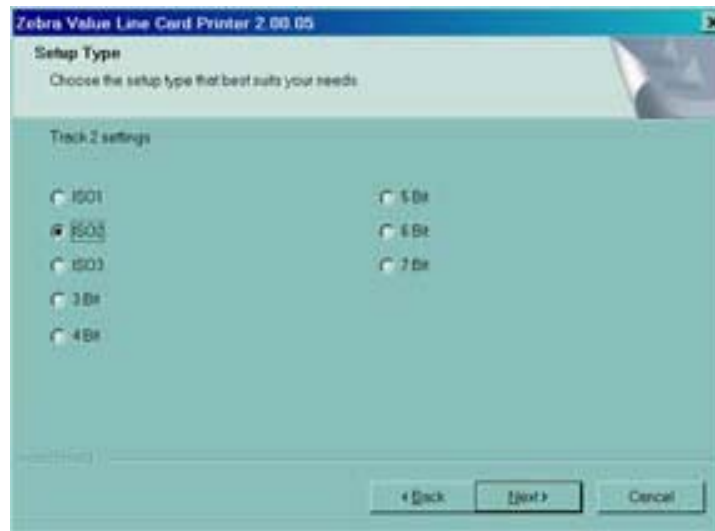 Zebra Value Line Card Printer 2.00.05
Setup Type
Choose the setup type that best suits your needs
Track 2 settings
ISO1
ISO2
ISO3
3 Bit
4 Bit
5 Bit
6 Bit
7 Bit
< Back
Next >
Cancel